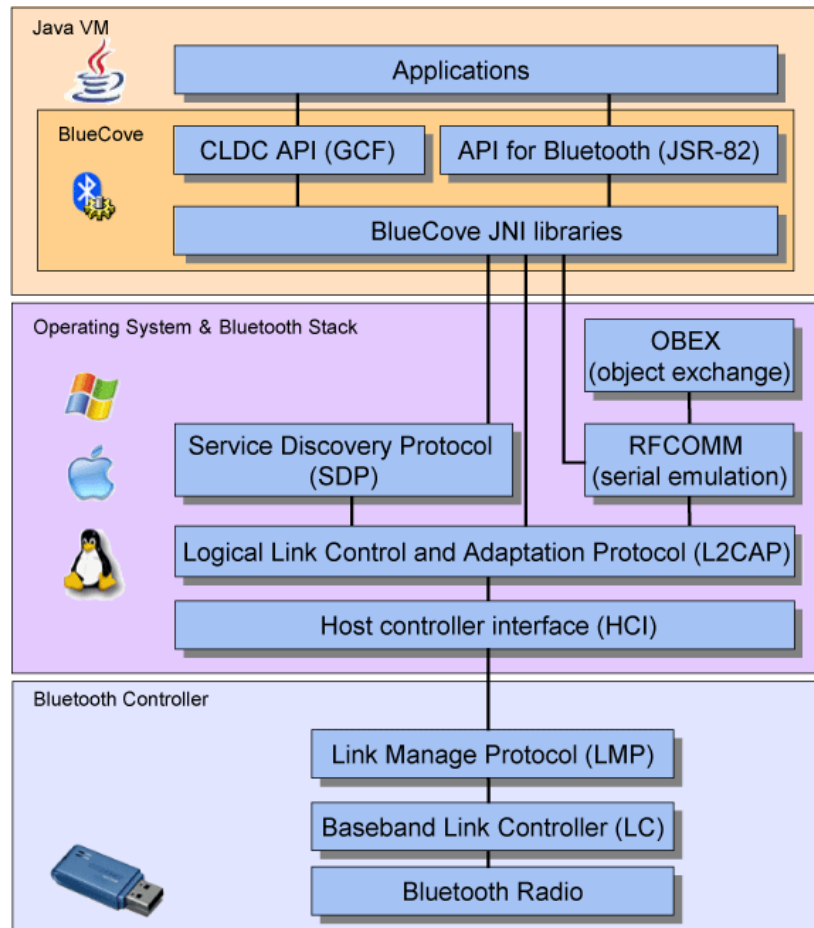 Java VM
Applications
BlueCove
CLDC API (GCF)
API for Bluetooth (JSR-82)
BlueCove JNI libraries
Operating System & Bluetooth Stack
OBEX
(object exchange)
Service Discovery Protocol
(SDP)
RFCOMM
(serial emulation)
Logical Link Control and Adaptation Protocol (L2CAP)
Host controller interface (HCI)
Bluetooth Controller
Link Manage Protocol (LMP)
Baseband Link Controller (LC)
Bluetooth Radio